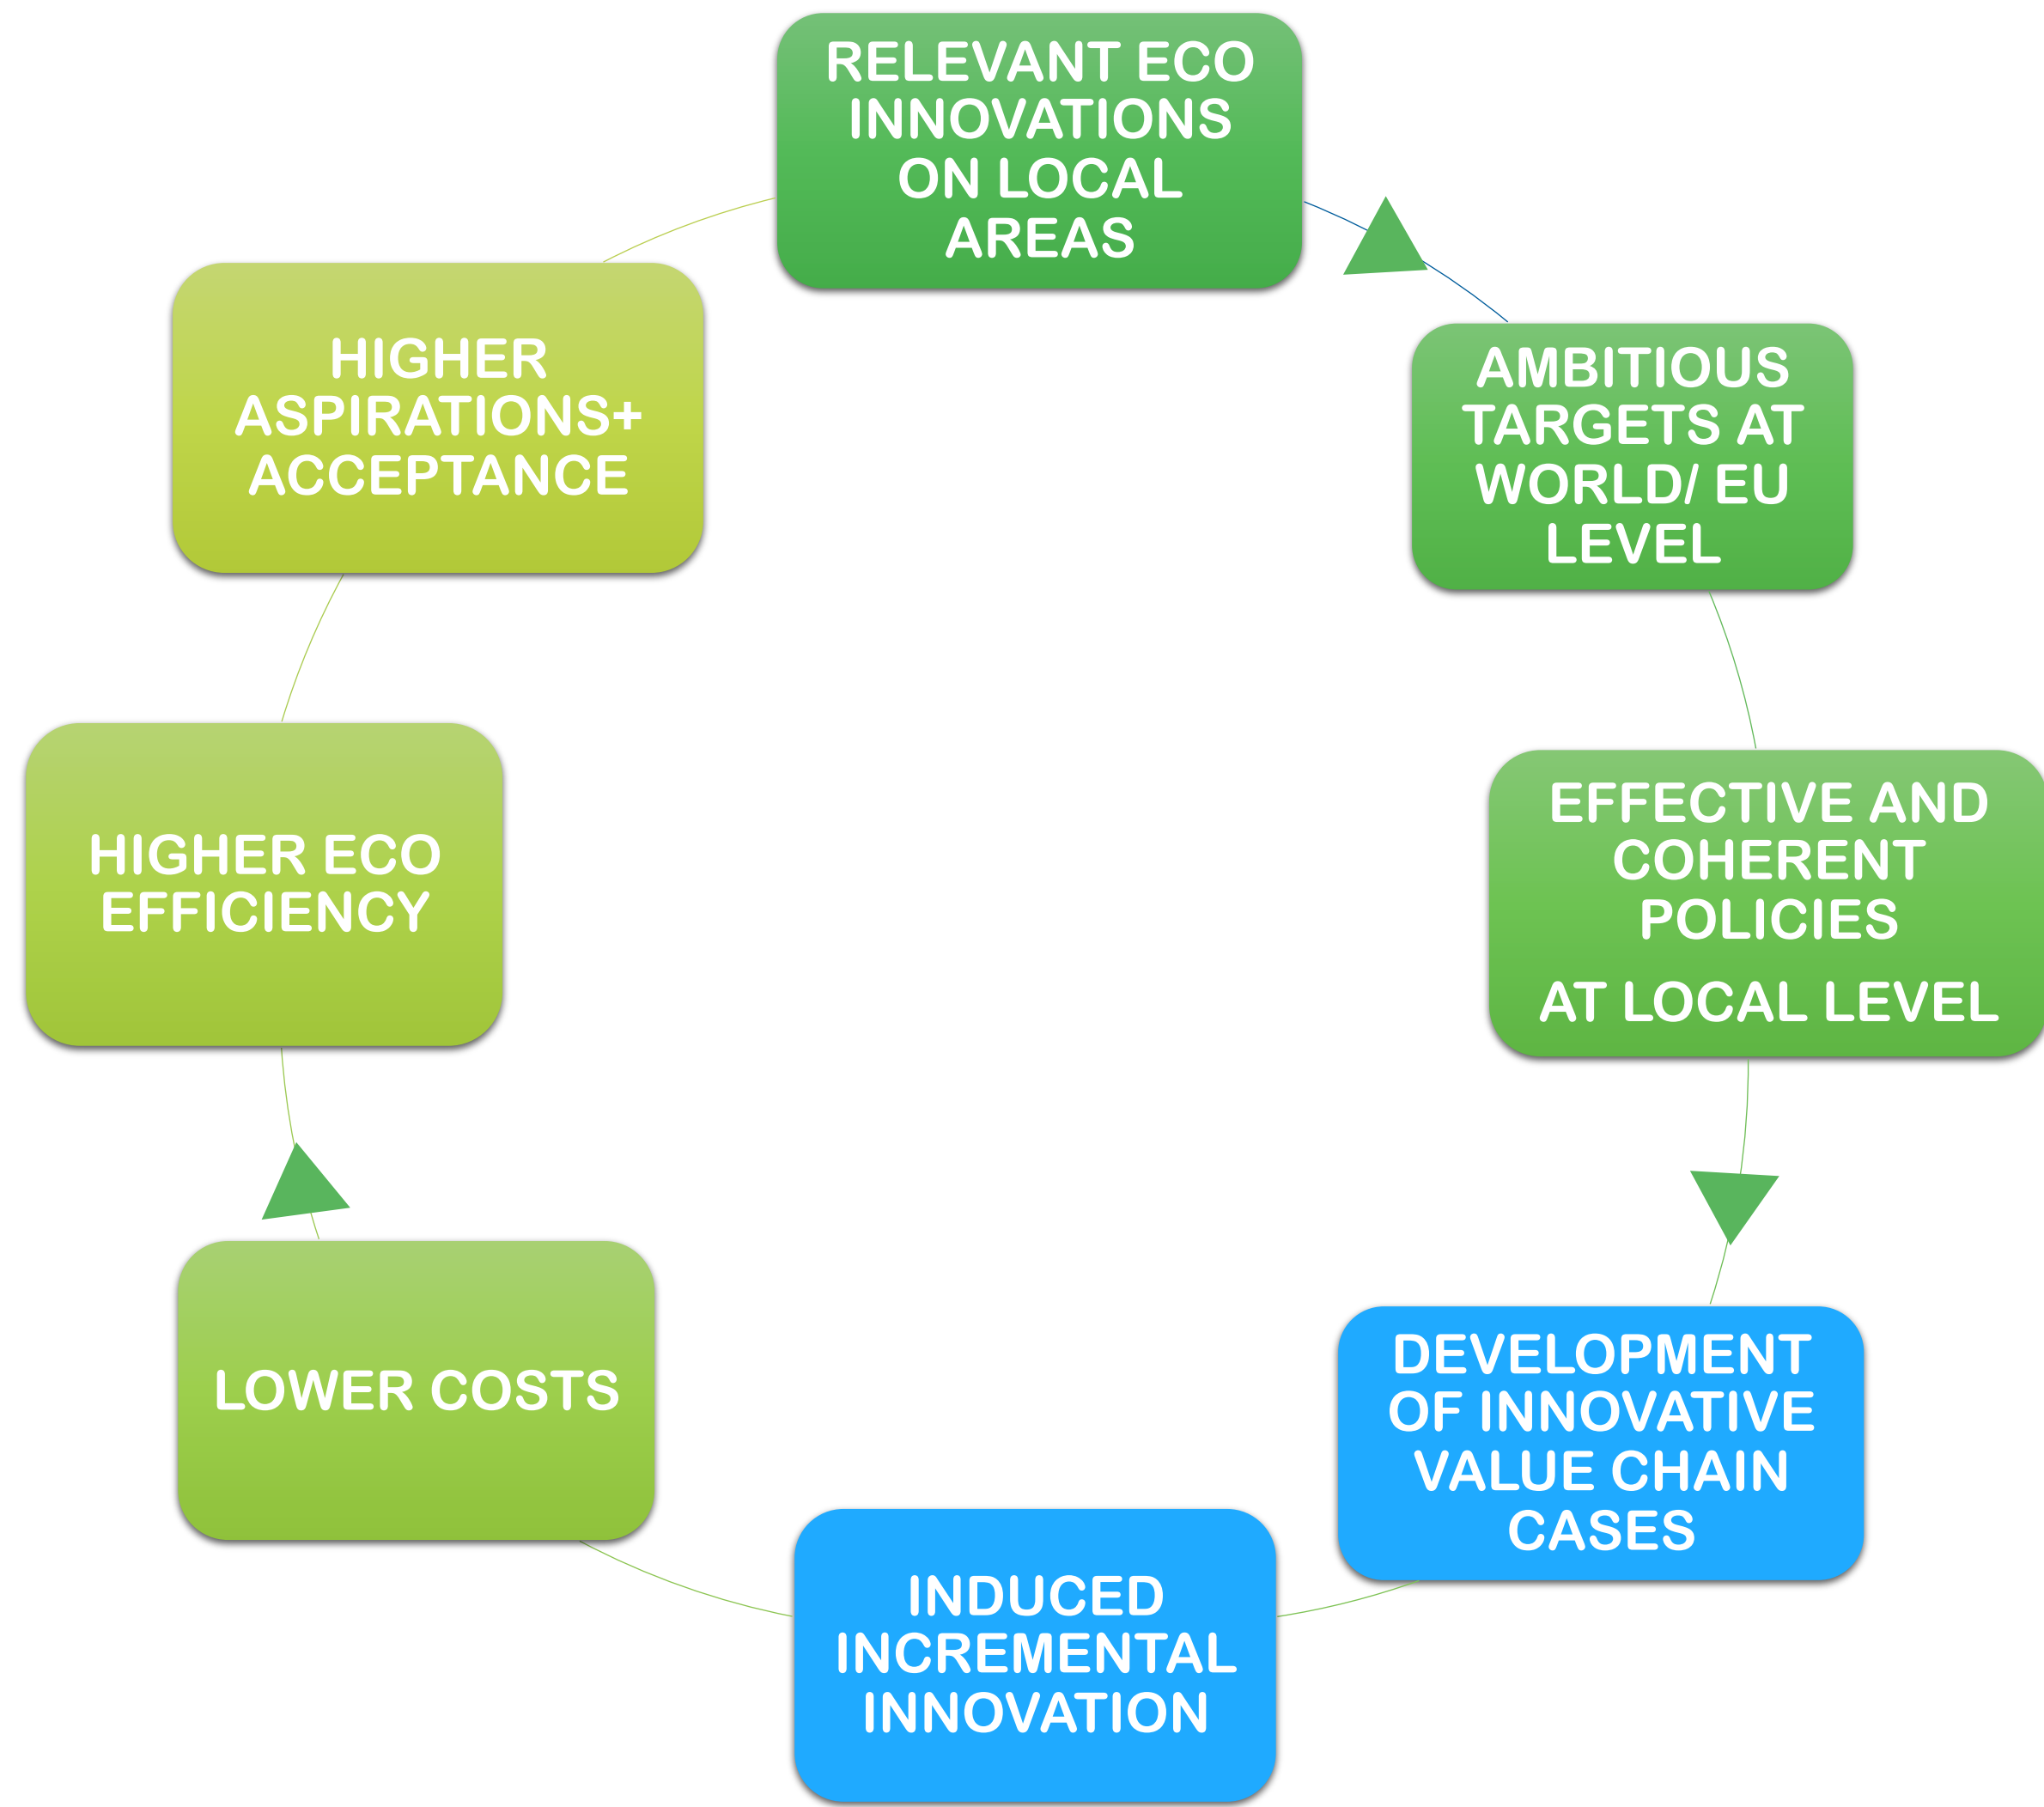 RELEVANT ECO
INNOVATIONS
ON LOCAL
AREAS
AMBITIOUS
TARGETS AT
WORLD/ EU
LEVEL
EFFECTIVE AND
COHERENT
POLICIES
AT LOCAL LEVEL
DEVELOPMENT
OF INNOVATIVE
VALUE CHAIN
CASES
INDUCED
INCREMENTAL
INNOVATION
LOWER COSTS
HIGHER ECO
EFFICIENCY
HIGHER
ASPIRATIONS+
ACCEPTANCE